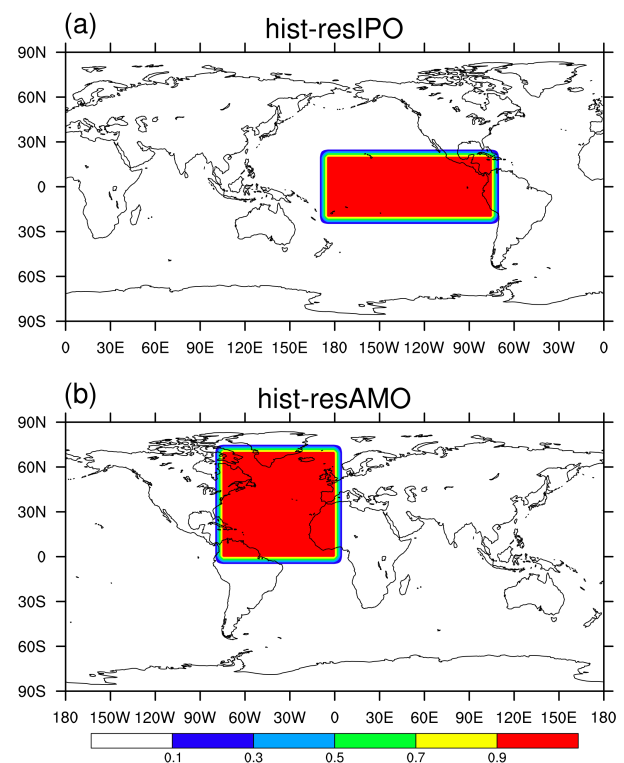 (a)
hist-resIPO
90N
60N
30N
0
30S
60S
90S
0 30E 60E 90E 120E 150E 180 150W 120W 90W 60W 0
(b)
hist-resAMO
90N
60N
30N
0
30S
60S
90S
180 150W 120W 90W 60W 30W 0 30E 60E 90E 120E 150E 180
0.1 0.3 0.5 0.7 0.9